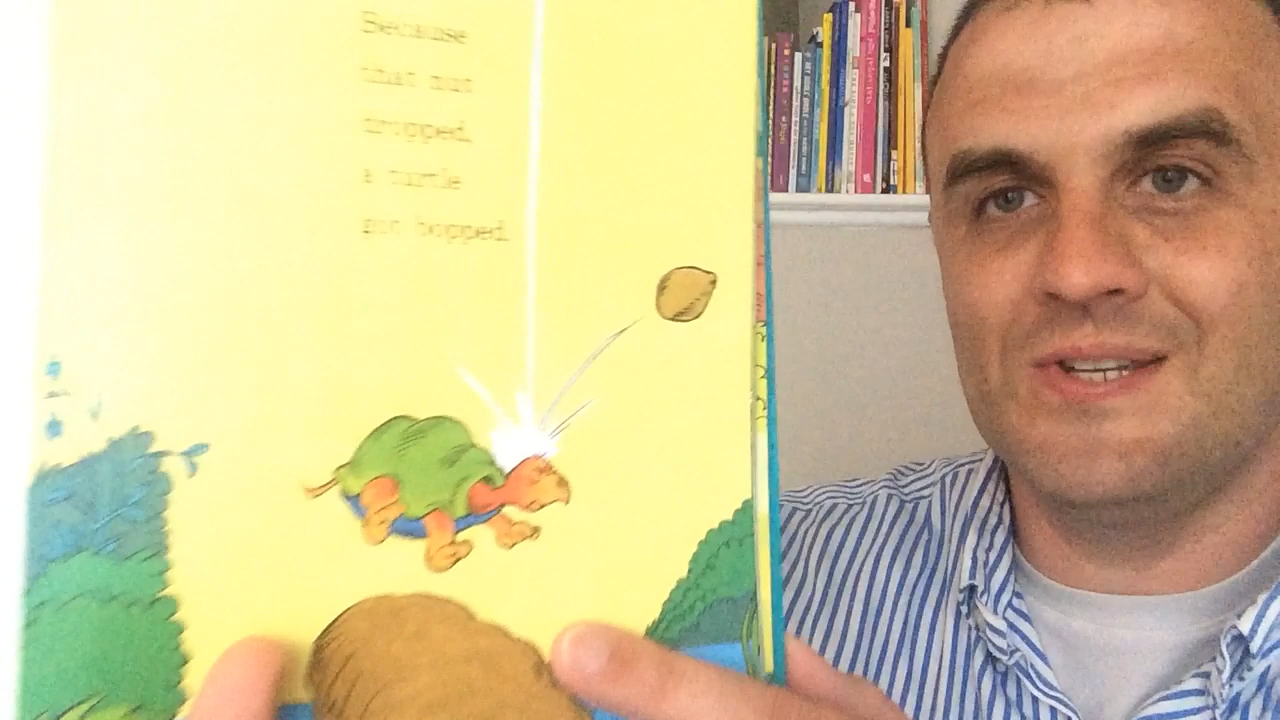 Because
that nut
dropped,
a turtle
got bopped.